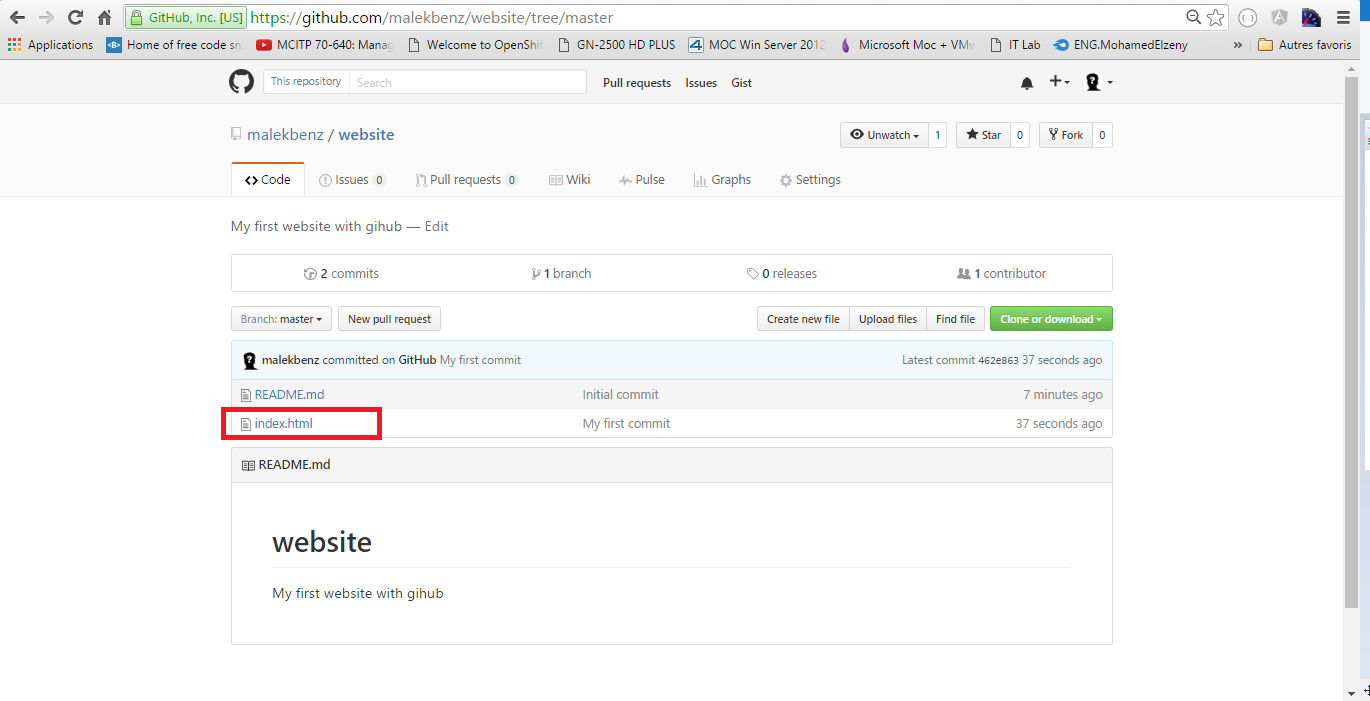 GitHub, Inc. [US] https://github.com/malekbenz/website/tree/master
Applications Home of free code sn MCITP 70-640: Manag Welcome to OpenShif GN-2500 HD PLUS MOC Win Server 2012 Microsoft Moc + VMw IT Lab ENG.MohamedElzeny » Autres favoris
This repository Search Pull requests Issues Gist
malekbenz / website Unwatch 1 Star 0 Fork 0
Code Issues 0 Pull requests 0 Wiki Pulse Graphs Settings
My first website with gihub — Edit
2 commits 1 branch 0 releases 1 contributor
Branch: master New pull request Create new file Upload files Find file Clone or download
malekbenz committed on GitHub My first commit Latest commit 462e863 37 seconds ago
README.md Initial commit 7 minutes ago
index.html My first commit 37 seconds ago
README.md
website
My first website with gihub